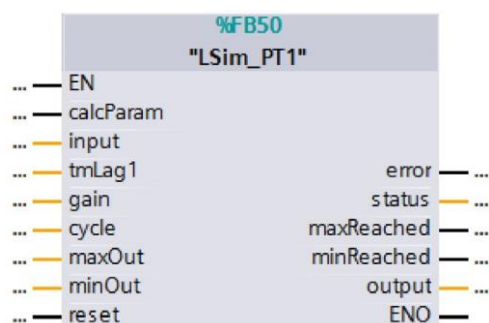 %FB50
"LSim_PT1"
... EN
... calcParam
... input
... tmLag1 error ...
... gain status ...
... cycle maxReached ...
... maxOut minReached ...
... minOut output ...
... reset ENO